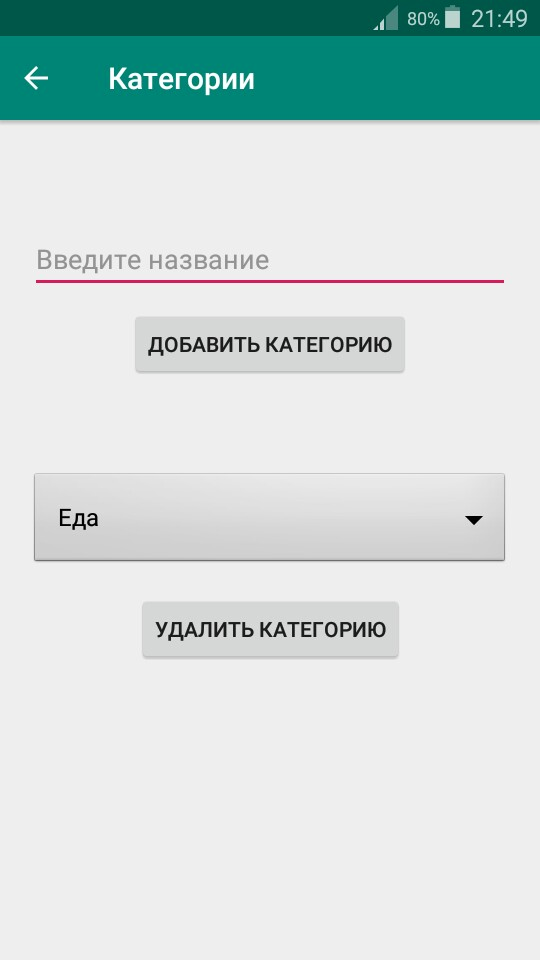 80% 21:49
Категории
Введите название
ДОБАВИТЬ КАТЕГОРИЮ
Еда
УДАЛИТЬ КАТЕГОРИЮ